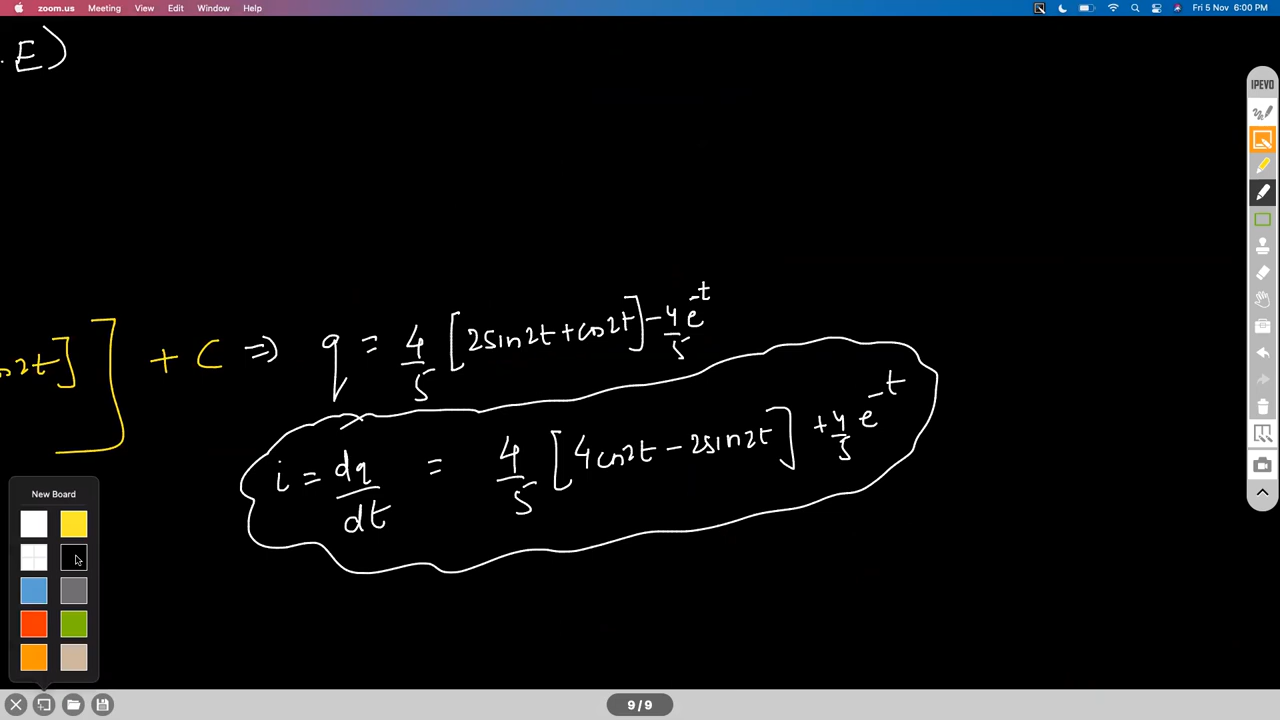 zoom.us Meeting View Edit Window Help Fri 5 Nov 6:00 PM
. E)
IPEVO
os2t] ] + C ⇒ q = 4/5 [2sin2t + cos2t] - 4/5 e^-t
i = dq/dt = 4/5 [4cos2t - 2sin2t] + 4/5 e^-t
New Board
9 / 9